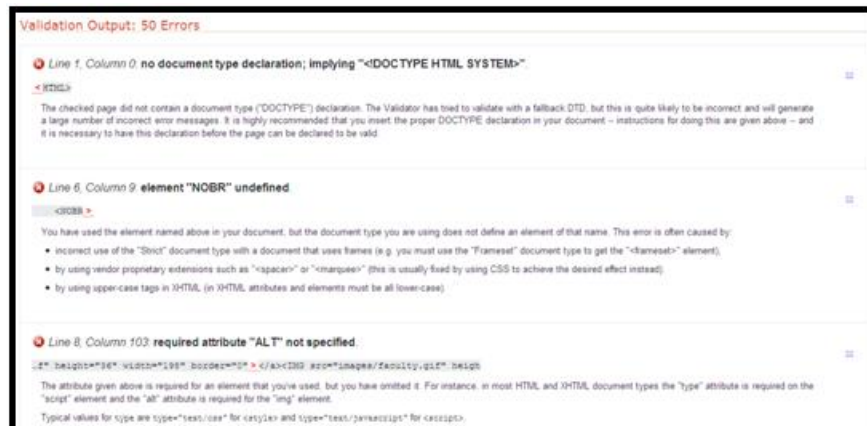 Validation Output: 50 Errors
Line 1, Column 0: no document type declaration; implying "<!DOCTYPE HTML SYSTEM>".
<HTML>
The checked page did not contain a document type ("DOCTYPE") declaration. The Validator has tried to validate with a fallback DTD, but this is quite likely to be incorrect and will generate
a large number of incorrect error messages. It is highly recommended that you insert the proper DOCTYPE declaration in your document -- instructions for doing this are given above -- and
it is necessary to have this declaration before the page can be declared to be valid.
Line 6, Column 9: element "NOBR" undefined.
<NOBR>
You have used the element named above in your document, but the document type you are using does not define an element of that name. This error is often caused by:
• incorrect use of the "Strict" document type with a document that uses frames (e.g. you must use the "Frameset" document type to get the "<frameset>" element),
• by using vendor proprietary extensions such as "<spacer>" or "<marquee>" (this is usually fixed by using CSS to achieve the desired effect instead).
• by using upper-case tags in XHTML (in XHTML attributes and elements must be all lower-case).
Line 8, Column 103: required attribute "ALT" not specified.
.f" height="96" width="198" border="0"></a><IMG src="images/faculty.gif" heigh
The attribute given above is required for an element that you've used, but you have omitted it. For instance, in most HTML and XHTML document types the "type" attribute is required on the
"script" element and the "alt" attribute is required for the "img" element.
Typical values for type are type="text/css" for <style> and type="text/javascript" for <script>.